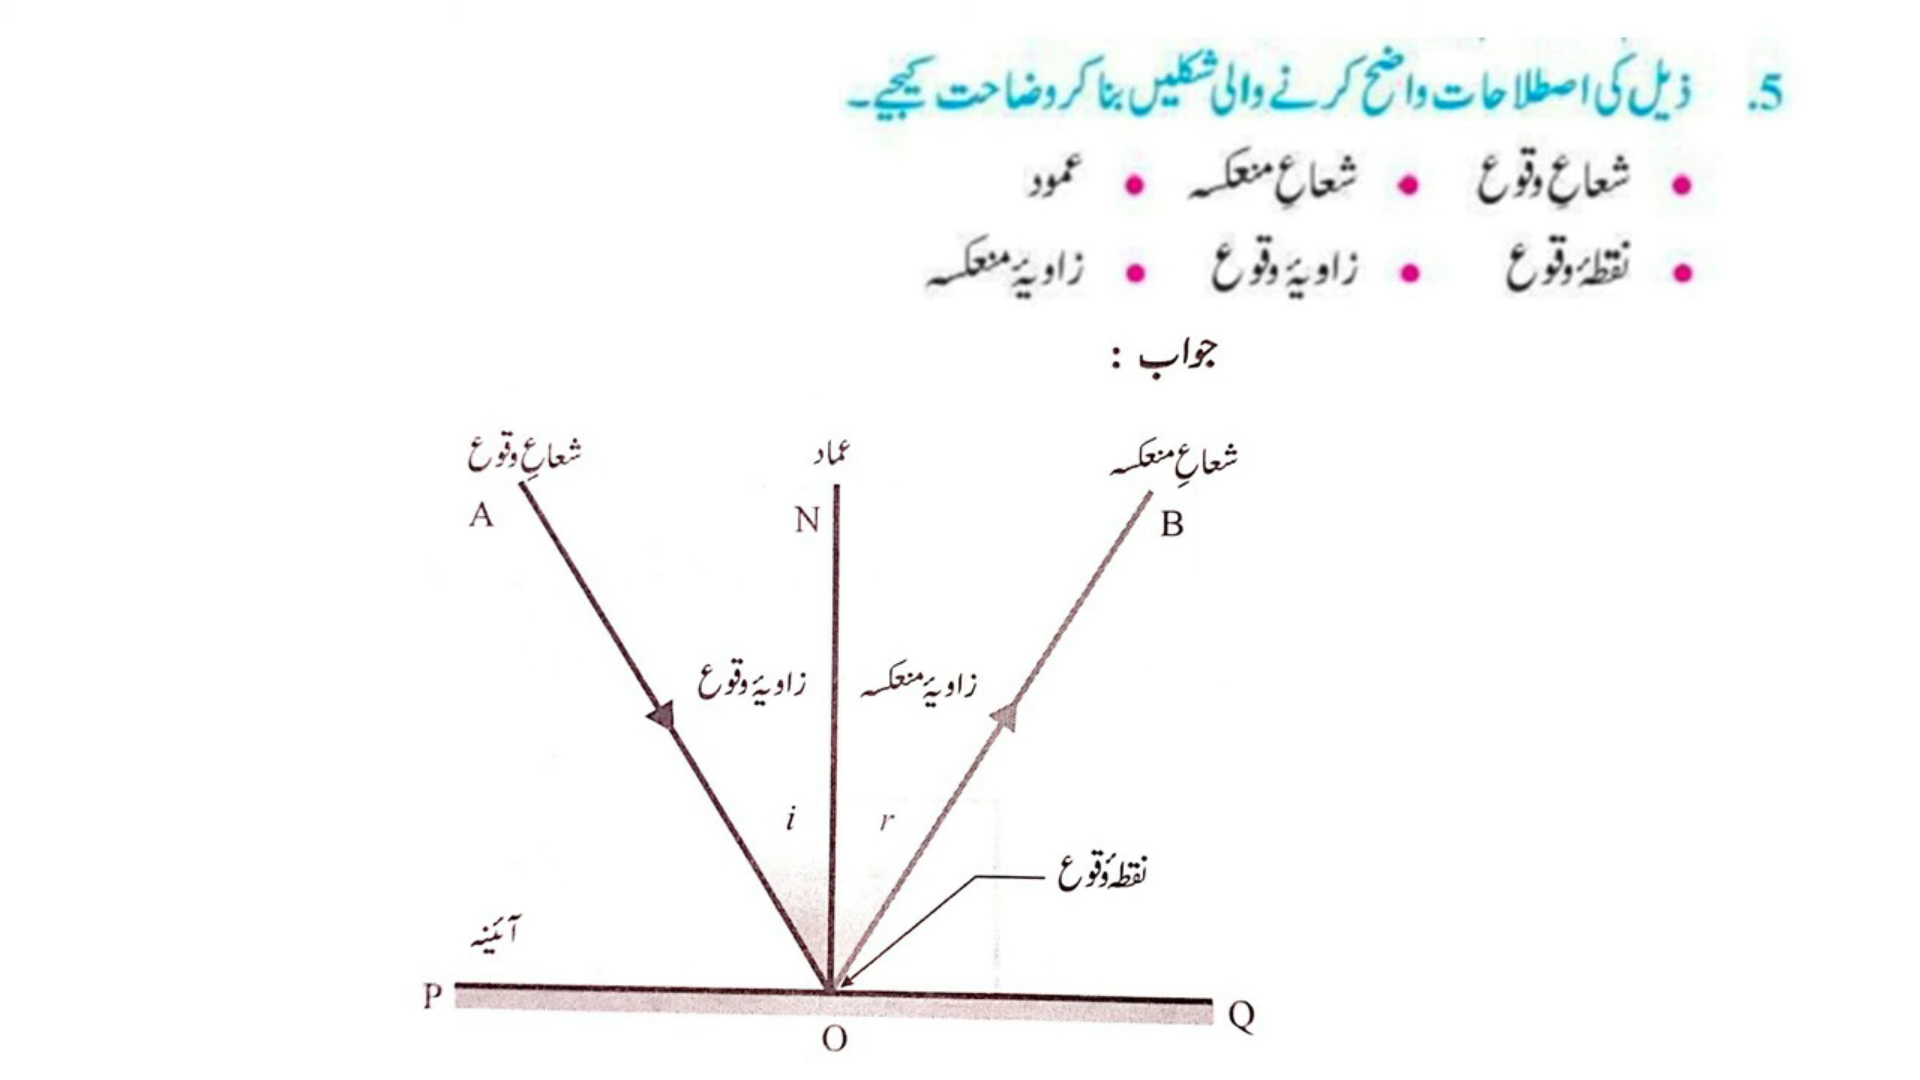 5. ذیل کی اصطلاحات واضح کرنے والی شکلیں بنا کر وضاحت کیجیے۔
• شعاعِ وقوع • شعاعِ منعکسہ • عمود
• نقطۂ وقوع • زاویۂ وقوع • زاویۂ منعکسہ
جواب :
شعاعِ وقوع
عماد
شعاعِ منعکسہ
A
N
B
زاویۂ وقوع
زاویۂ منعکسہ
i
r
نقطۂ وقوع
آئینہ
P
Q
O